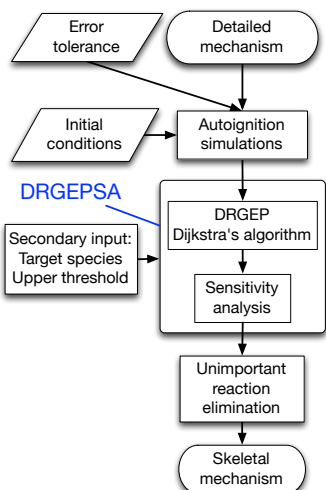 Error
tolerance
Detailed
mechanism
Initial
conditions
Autoignition
simulations
DRGEPSA
DRGEP
Dijkstra's algorithm
Secondary input:
Target species
Upper threshold
Sensitivity
analysis
Unimportant
reaction
elimination
Skeletal
mechanism